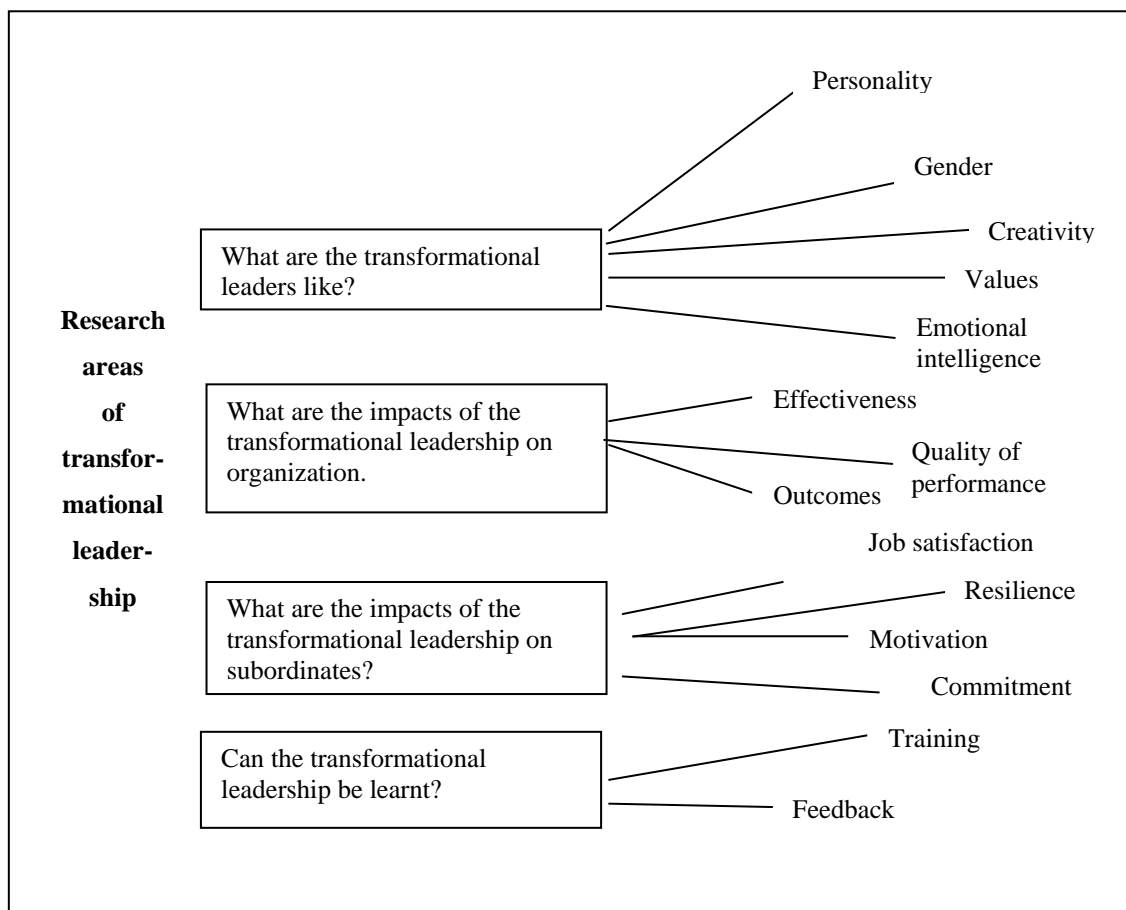 Research
areas
of
transfor-
mational
leader-
ship
What are the transformational
leaders like?
Personality
Gender
Creativity
Values
Emotional
intelligence
What are the impacts of the
transformational leadership on
organization.
Effectiveness
Quality of
performance
Outcomes
What are the impacts of the
transformational leadership on
subordinates?
Job satisfaction
Resilience
Motivation
Commitment
Can the transformational
leadership be learnt?
Training
Feedback